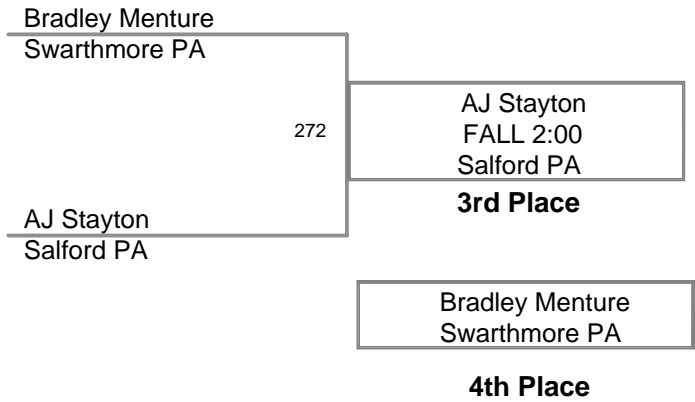 Bradley Menture
Swarthmore PA
272
AJ Stayton
FALL 2:00
Salford PA
3rd Place
AJ Stayton
Salford PA
Bradley Menture
Swarthmore PA
4th Place